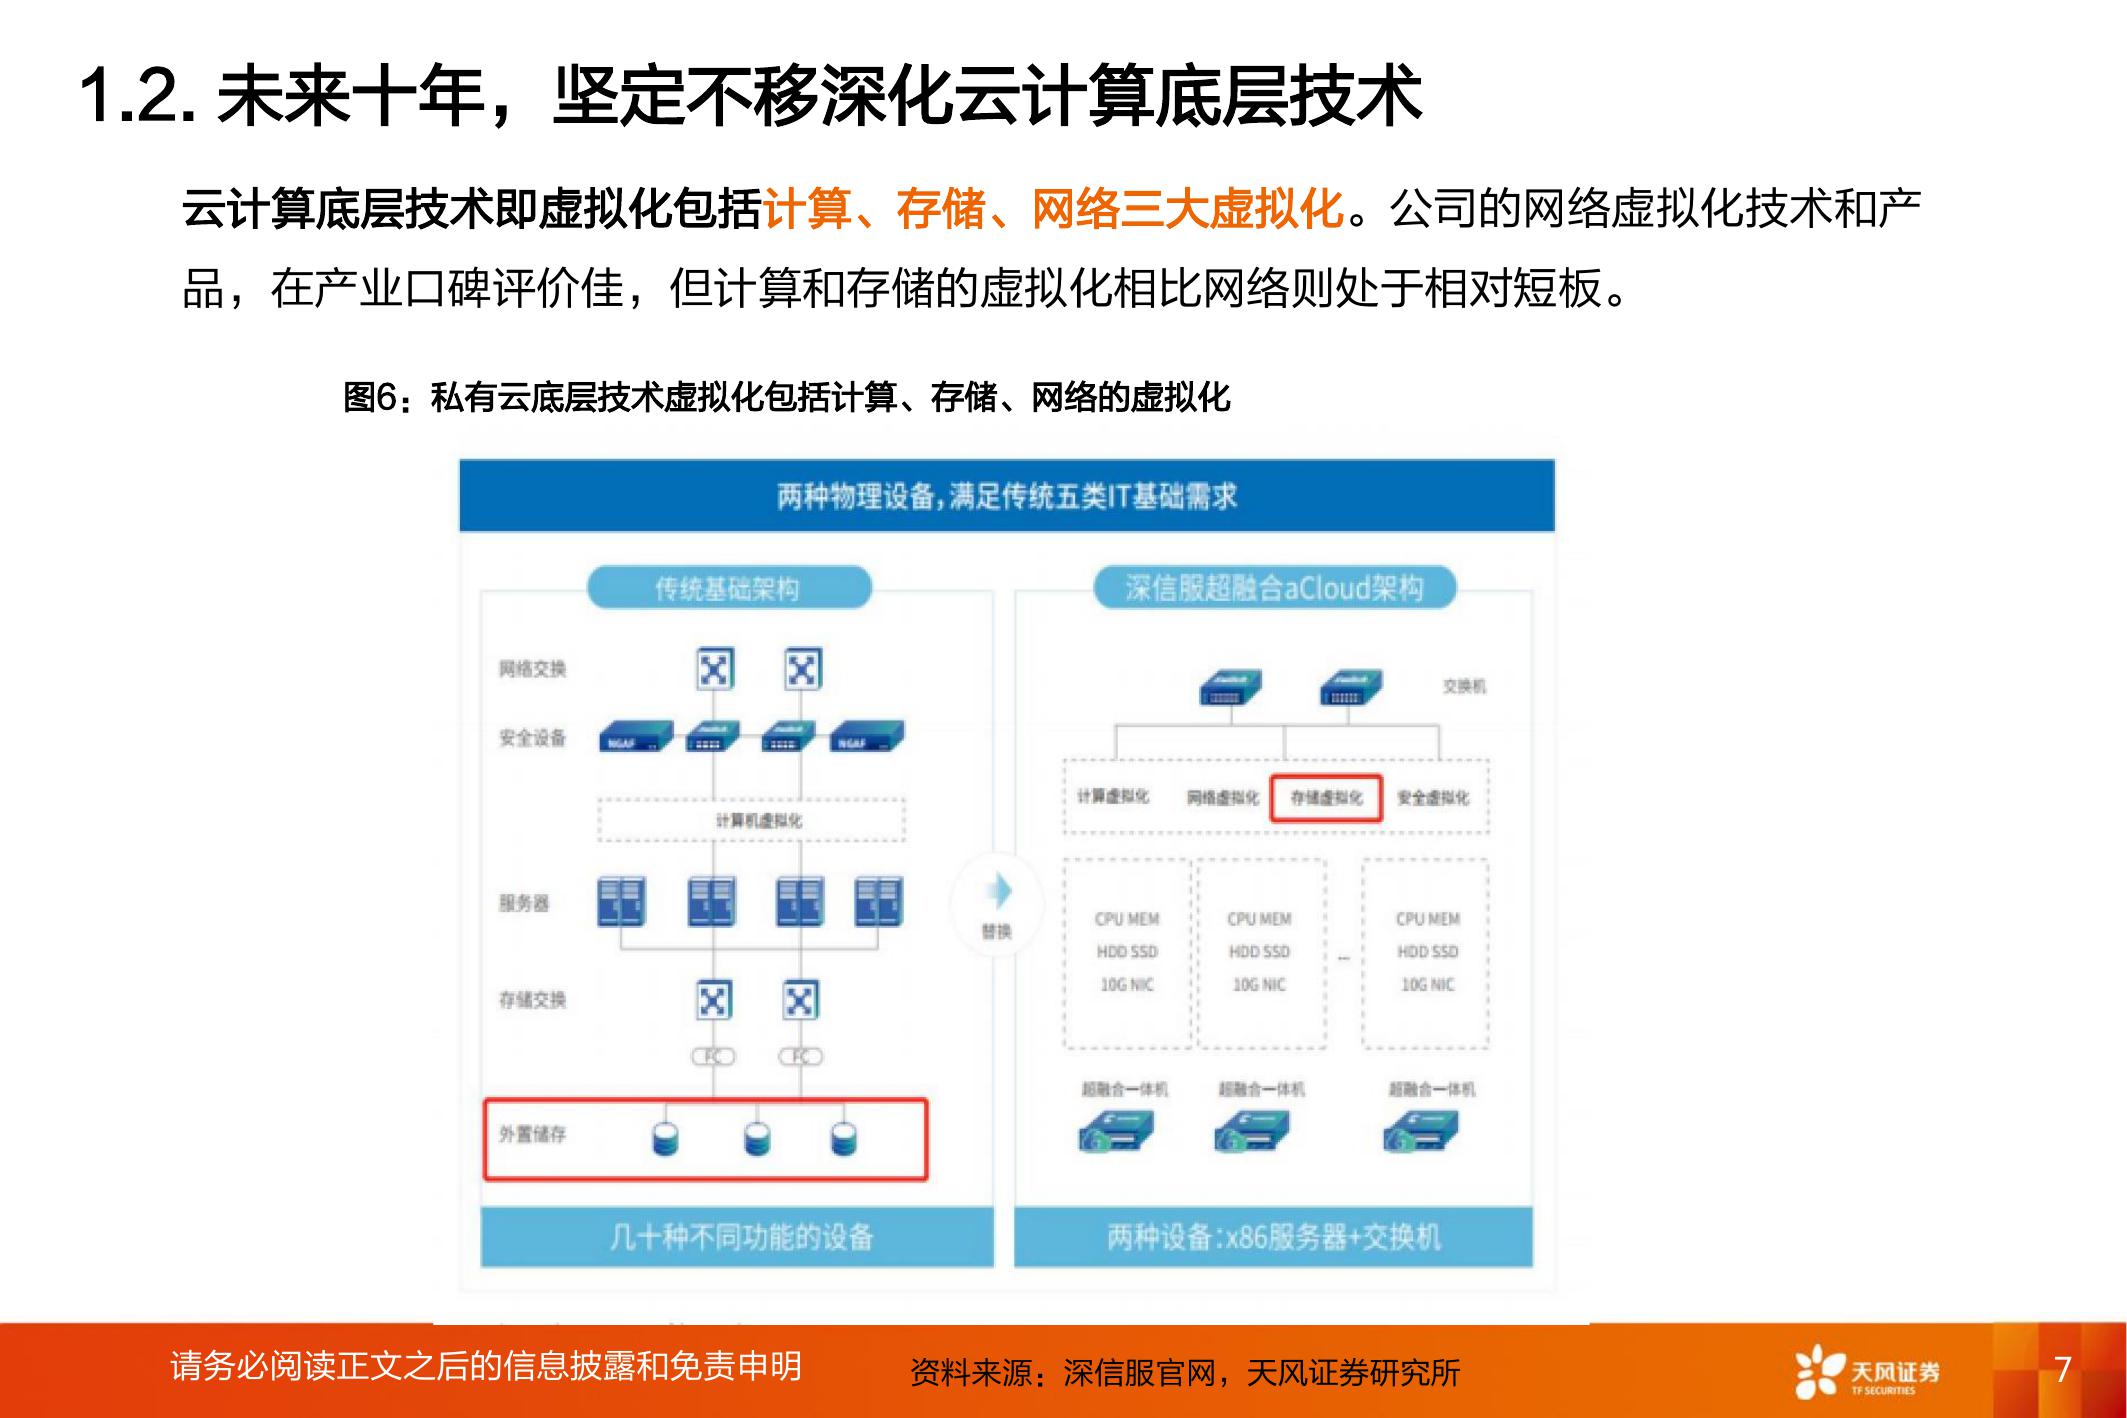 1.2. 未来十年，坚定不移深化云计算底层技术
云计算底层技术即虚拟化包括计算、存储、网络三大虚拟化。公司的网络虚拟化技术和产
品，在产业口碑评价佳，但计算和存储的虚拟化相比网络则处于相对短板。
图6：私有云底层技术虚拟化包括计算、存储、网络的虚拟化
两种物理设备,满足传统五类IT基础需求
传统基础架构
网络交换
安全设备
NGAF
NGAF
计算机虚拟化
服务器
存储交换
FC
FC
外置储存
几十种不同功能的设备
替换
深信服超融合aCloud架构
交换机
计算虚拟化 网络虚拟化 存储虚拟化 安全虚拟化
CPU MEM CPU MEM CPU MEM
HDD SSD HDD SSD ... HDD SSD
10G NIC 10G NIC 10G NIC
超融合一体机 超融合一体机 超融合一体机
两种设备:x86服务器+交换机
请务必阅读正文之后的信息披露和免责申明
资料来源：深信服官网，天风证券研究所
天风证券
TF SECURITIES
7